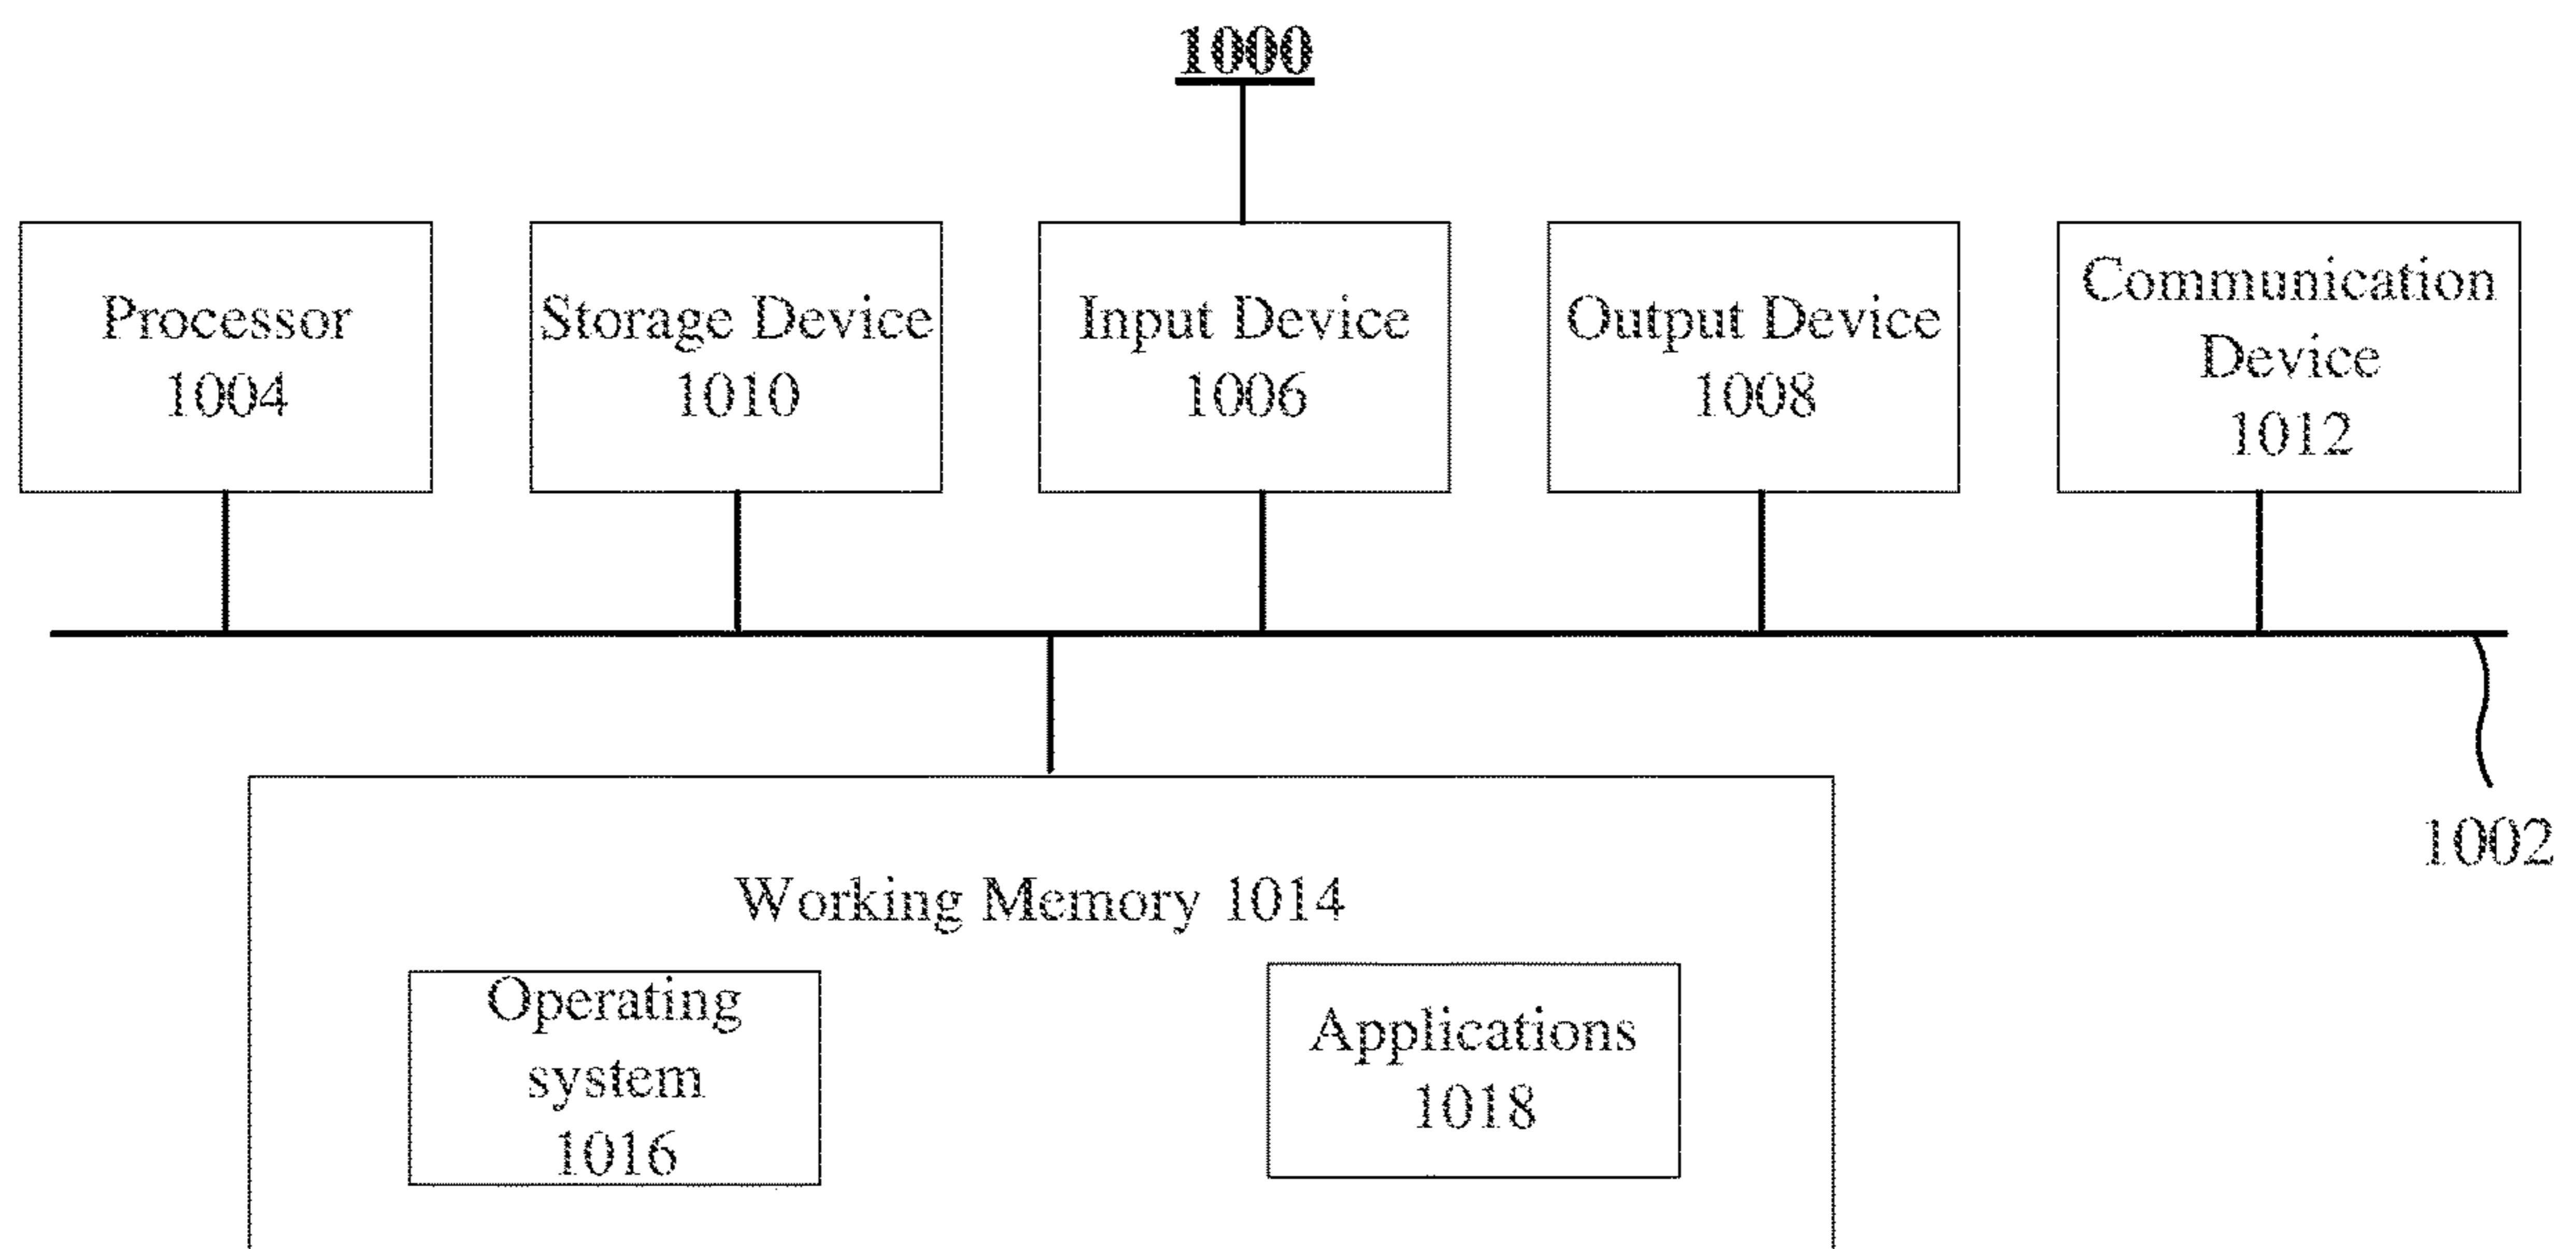 1000
Processor
1004
Storage Device
1010
Input Device
1006
Output Device
1008
Communication
Device
1012
1002
Working Memory 1014
Operating
system
1016
Applications
1018